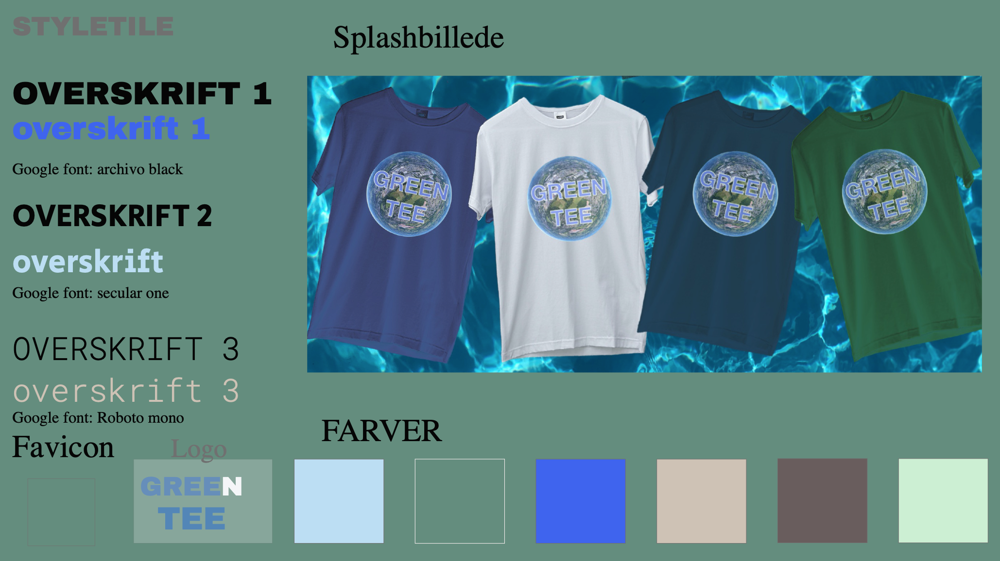 STYLETILE
OVERSKRIFT 1
overskrift 1
Google font: archivo black
OVERSKRIFT 2
overskrift
Google font: secular one
OVERSKRIFT 3
overskrift 3
Google font: Roboto mono
Favicon
Logo
GREEN
TEE
Splashbillede
GREEN
TEE
GREEN
TEE
GREEN
TEE
GREEN
TEE
FARVER